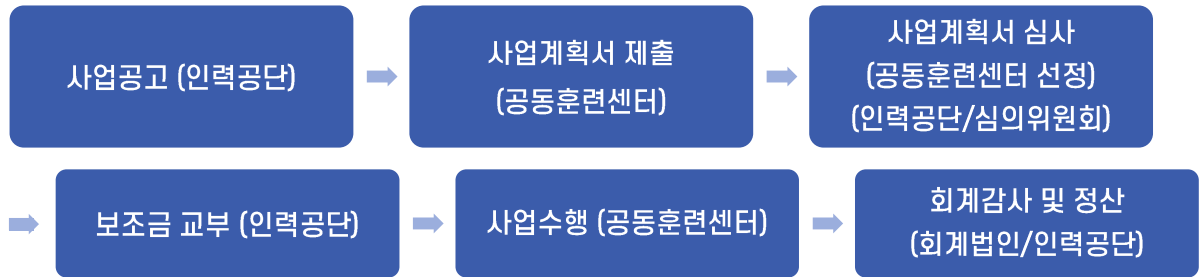 사업공고 (인력공단)
사업계획서 제출
(공동훈련센터)
사업계획서 심사
(공동훈련센터 선정)
(인력공단/심의위원회)
보조금 교부 (인력공단)
사업수행 (공동훈련센터)
회계감사 및 정산
(회계법인/인력공단)